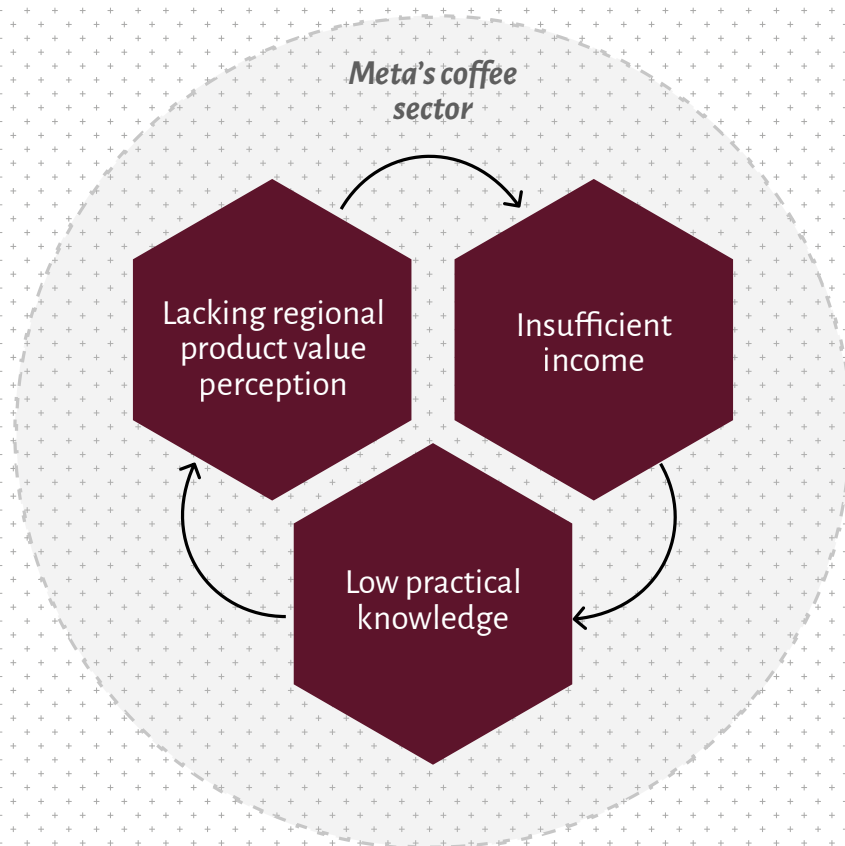 Meta’s coffee
sector
Lacking regional
product value
perception
Insufficient
income
Low practical
knowledge